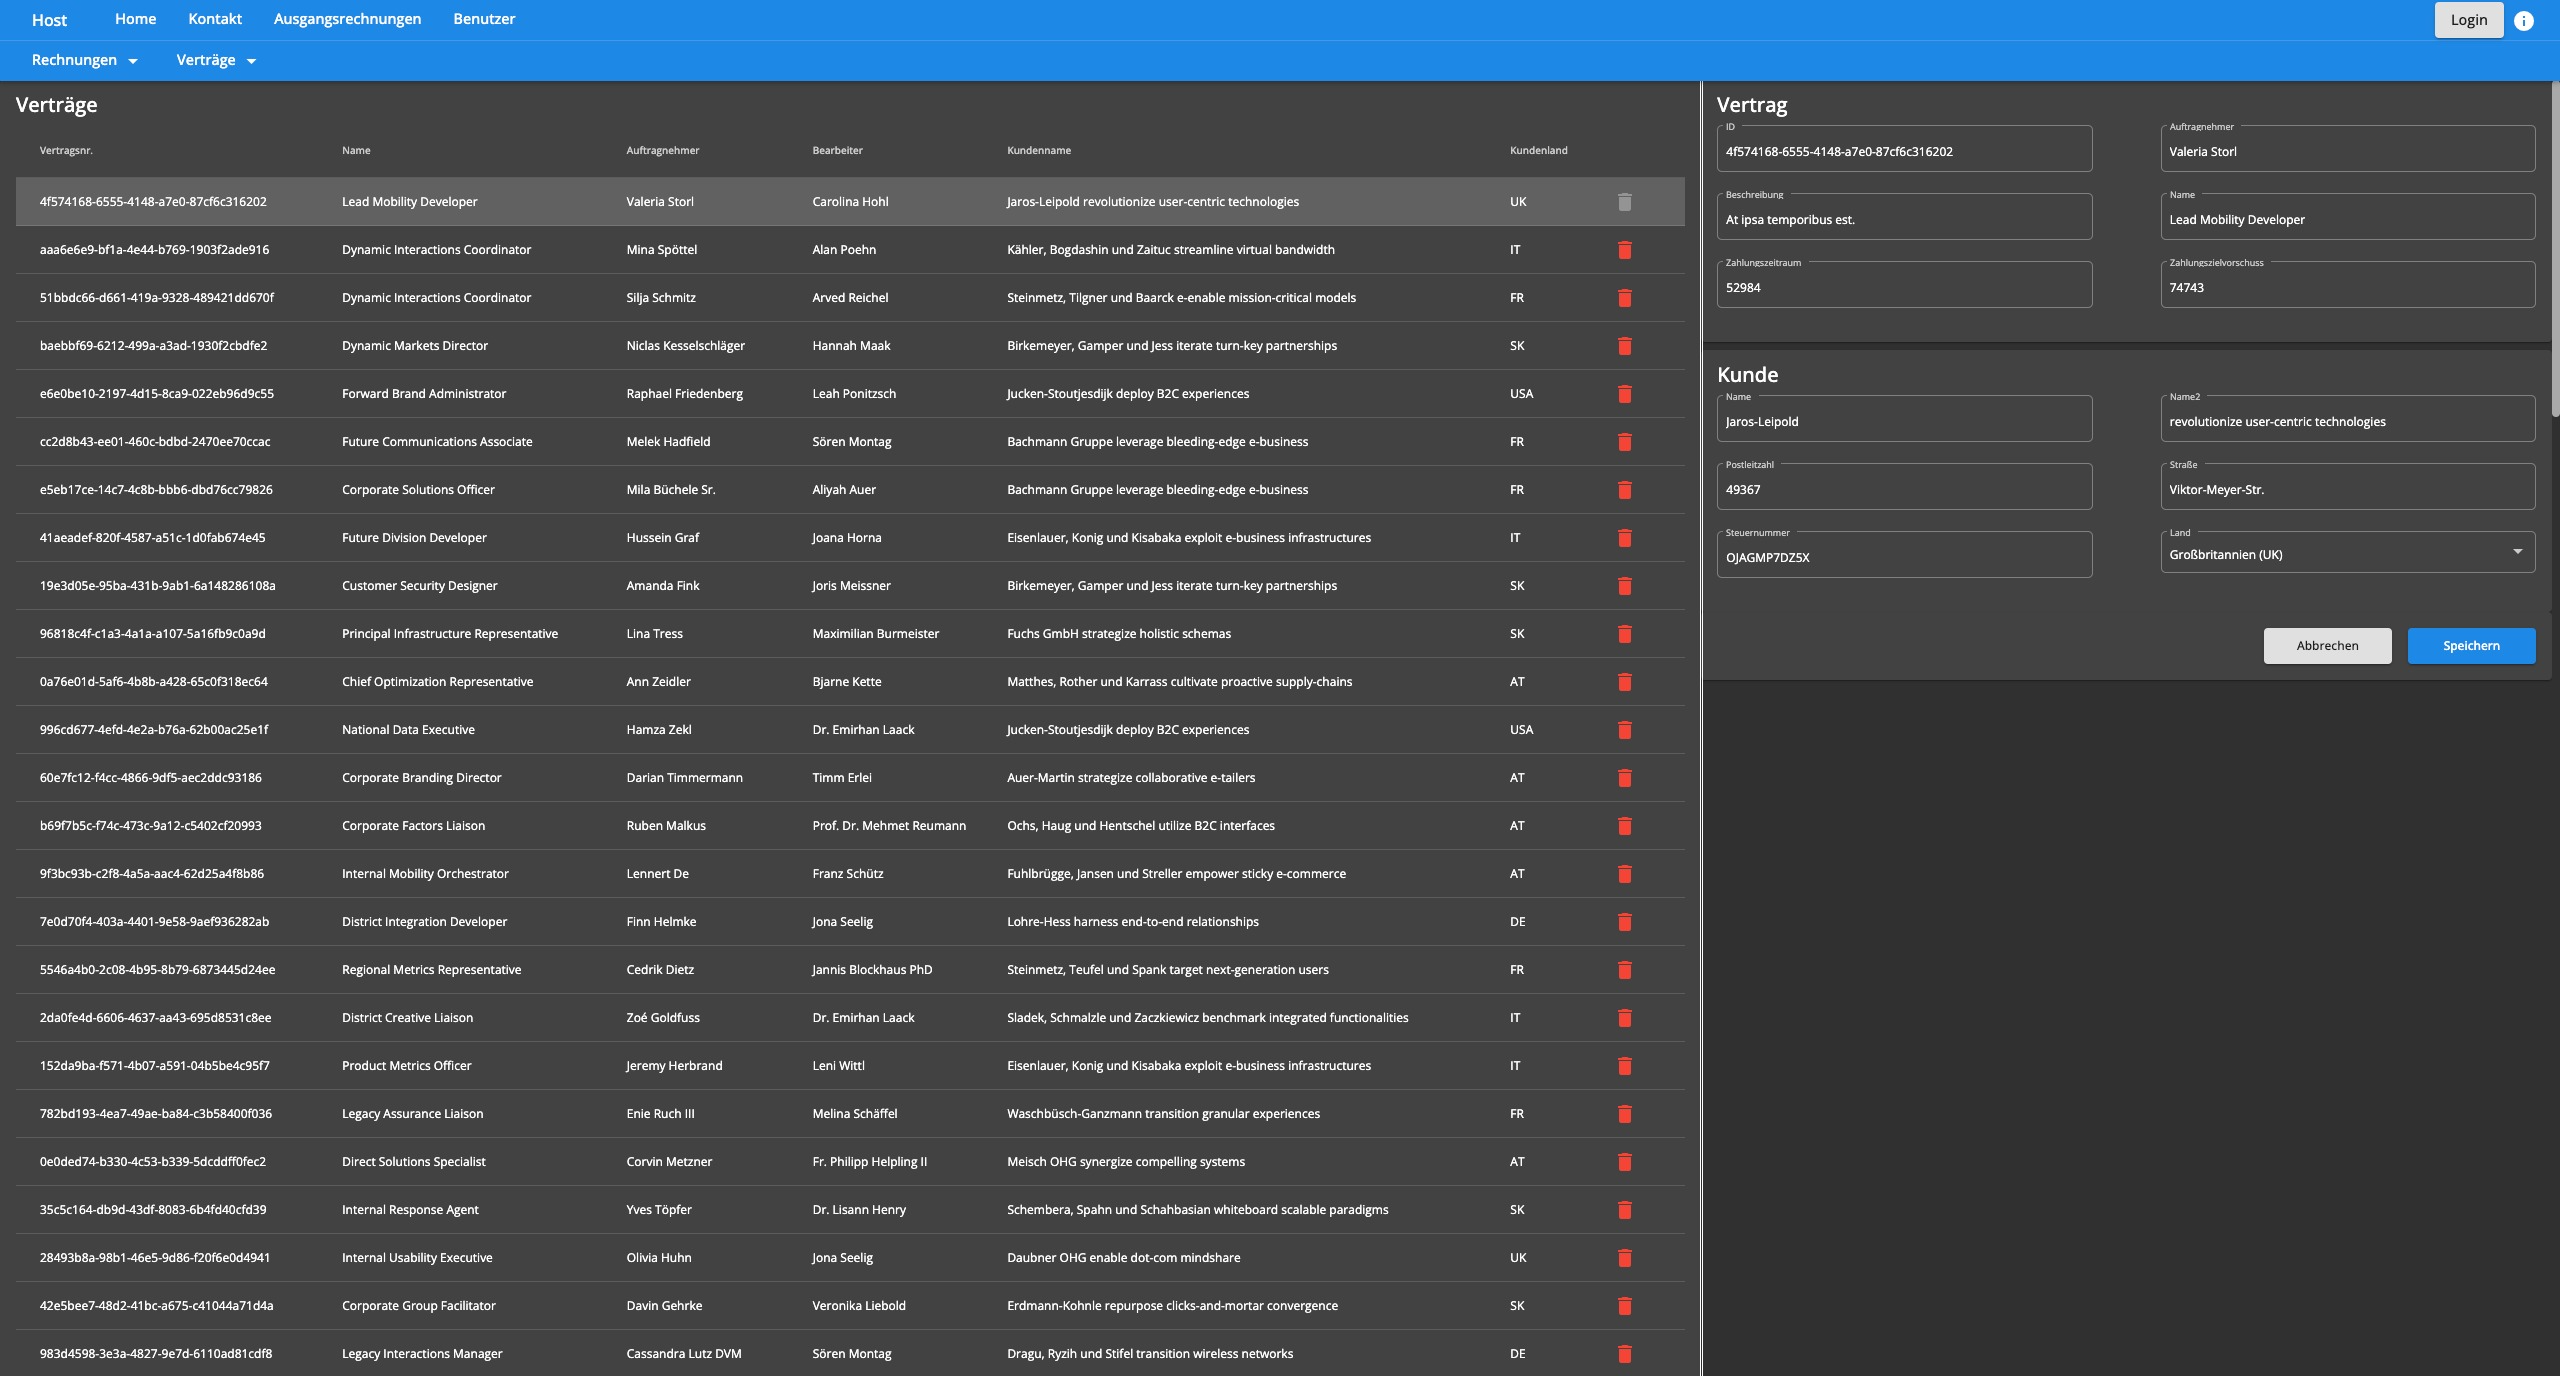 Host Home Kontakt Ausgangsrechnungen Benutzer Login
Rechnungen Verträge
Verträge
Vertragsnr. Name Auftragnehmer Bearbeiter Kundenname Kundenland
4f574168-6555-4148-a7e0-87cf6c316202 Lead Mobility Developer Valeria Storl Carolina Hohl Jaros-Leipold revolutionize user-centric technologies UK
aaa6e6e9-bf1a-4e44-b769-1903f2ade916 Dynamic Interactions Coordinator Mina Spöttel Alan Poehn Kähler, Bogdashin und Zaituc streamline virtual bandwidth IT
51bbdc66-d661-419a-9328-489421dd670f Dynamic Interactions Coordinator Silja Schmitz Arved Reichel Steinmetz, Tilgner und Baarck e-enable mission-critical models FR
baebbf69-6212-499a-a3ad-1930f2cbdfe2 Dynamic Markets Director Niclas Kesselschläger Hannah Maak Birkemeyer, Gamper und Jess iterate turn-key partnerships SK
e6e0be10-2197-4d15-8ca9-022eb96d9c55 Forward Brand Administrator Raphael Friedenberg Leah Ponitzsch Jucken-Stoutjesdijk deploy B2C experiences USA
cc2d8b43-ee01-460c-bdbd-2470ee70ccac Future Communications Associate Melek Hadfield Sören Montag Bachmann Gruppe leverage bleeding-edge e-business FR
e5eb17ce-14c7-4c8b-bbb6-dbd76cc79826 Corporate Solutions Officer Mila Büchele Sr. Aliyah Auer Bachmann Gruppe leverage bleeding-edge e-business FR
41aeadef-820f-4587-a51c-1d0fab674e45 Future Division Developer Hussein Graf Joana Horna Eisenlauer, Konig und Kisabaka exploit e-business infrastructures IT
19e3d05e-95ba-431b-9ab1-6a148286108a Customer Security Designer Amanda Fink Joris Meissner Birkemeyer, Gamper und Jess iterate turn-key partnerships SK
96818c4f-c1a3-4a1a-a107-5a16fb9c0a9d Principal Infrastructure Representative Lina Tress Maximilian Burmeister Fuchs GmbH strategize holistic schemas SK
0a76e01d-5af6-4b8b-a428-65c0f318ec64 Chief Optimization Representative Ann Zeidler Bjarne Kette Matthes, Rother und Karrass cultivate proactive supply-chains AT
996cd677-4efd-4e2a-b76a-62b00ac25e1f National Data Executive Hamza Zekl Dr. Emirhan Laack Jucken-Stoutjesdijk deploy B2C experiences USA
60e7fc12-f4cc-4866-9df5-aec2ddc93186 Corporate Branding Director Darian Timmermann Timm Erlei Auer-Martin strategize collaborative e-tailers AT
b69f7b5c-f74c-473c-9a12-c5402cf20993 Corporate Factors Liaison Ruben Malkus Prof. Dr. Mehmet Reumann Ochs, Haug und Hentschel utilize B2C interfaces AT
9f3bc93b-c2f8-4a5a-aac4-62d25a4f8b86 Internal Mobility Orchestrator Lennert De Franz Schütz Fuhlbrügge, Jansen und Streller empower sticky e-commerce AT
7e0d70f4-403a-4401-9e58-9aef936282ab District Integration Developer Finn Helmke Jona Seelig Lohre-Hess harness end-to-end relationships DE
5546a4b0-2c08-4b95-8b79-6873445d24ee Regional Metrics Representative Cedrik Dietz Jannis Blockhaus PhD Steinmetz, Teufel und Spank target next-generation users FR
2da0fe4d-6606-4637-aa43-695d8531c8ee District Creative Liaison Zoé Goldfuss Dr. Emirhan Laack Sladek, Schmalzle und Zaczkiewicz benchmark integrated functionalities IT
152da9ba-f571-4b07-a591-04b5be4c95f7 Product Metrics Officer Jeremy Herbrand Leni Wittl Eisenlauer, Konig und Kisabaka exploit e-business infrastructures IT
782bd193-4ea7-49ae-ba84-c3b58400f036 Legacy Assurance Liaison Enie Ruch III Melina Schäffel Waschbüsch-Ganzmann transition granular experiences FR
0e0ded74-b330-4c53-b339-5dcddff0fec2 Direct Solutions Specialist Corvin Metzner Fr. Philipp Helpling II Meisch OHG synergize compelling systems AT
35c5c164-db9d-43df-8083-6b4fd40cfd39 Internal Response Agent Yves Töpfer Dr. Lisann Henry Schembera, Spahn und Schahbasian whiteboard scalable paradigms SK
28493b8a-98b1-46e5-9d86-f20f6e0d4941 Internal Usability Executive Olivia Huhn Jona Seelig Daubner OHG enable dot-com mindshare UK
42e5bee7-48d2-41bc-a675-c41044a71d4a Corporate Group Facilitator Davin Gehrke Veronika Liebold Erdmann-Kohnle repurpose clicks-and-mortar convergence SK
983d4598-3e3a-4827-9e7d-6110ad81cdf8 Legacy Interactions Manager Cassandra Lutz DVM Sören Montag Dragu, Ryzih und Stifel transition wireless networks DE
Vertrag
ID Auftragnehmer
4f574168-6555-4148-a7e0-87cf6c316202 Valeria Storl
Beschreibung Name
At ipsa temporibus est. Lead Mobility Developer
Zahlungszeitraum Zahlungszielvorschuss
52984 74743
Kunde
Name Name2
Jaros-Leipold revolutionize user-centric technologies
Postleitzahl Straße
49367 Viktor-Meyer-Str.
Steuernummer Land
OJAGMP7DZ5X Großbritannien (UK)
Abbrechen Speichern